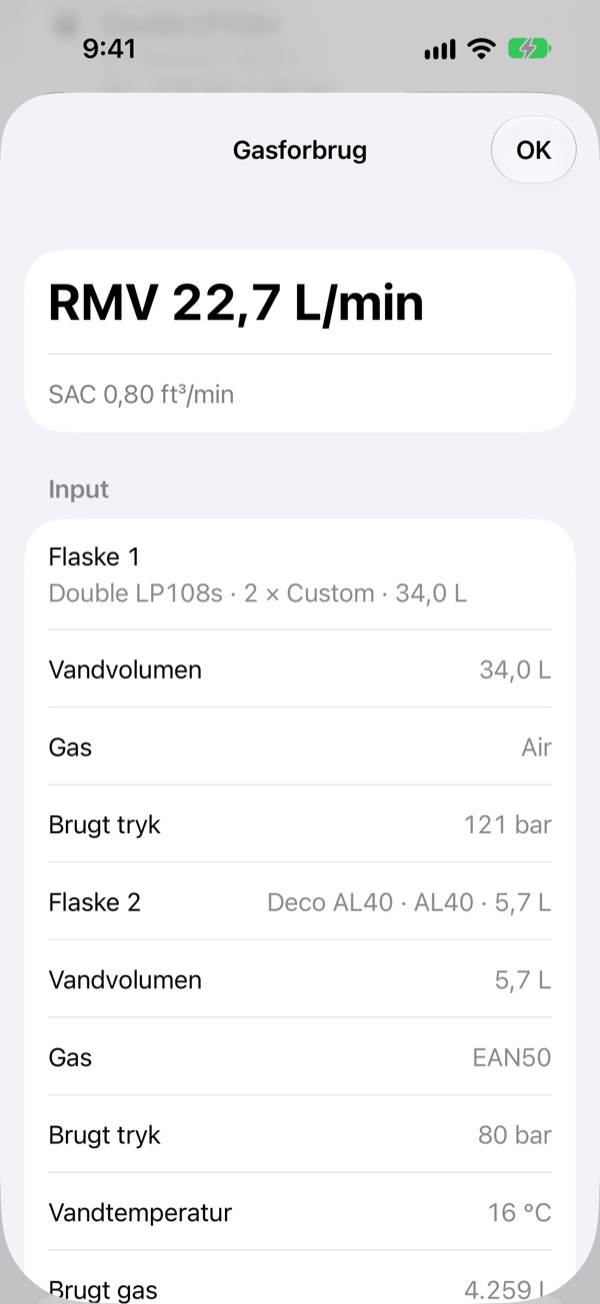 9:41
Gasforbrug
OK
RMV 22,7 L/min
SAC 0,80 ft³/min
Input
Flaske 1
Double LP108s · 2 × Custom · 34,0 L
Vandvolumen 34,0 L
Gas Air
Brugt tryk 121 bar
Flaske 2 Deco AL40 · AL40 · 5,7 L
Vandvolumen 5,7 L
Gas EAN50
Brugt tryk 80 bar
Vandtemperatur 16 °C
Brugt gas 4.259 L